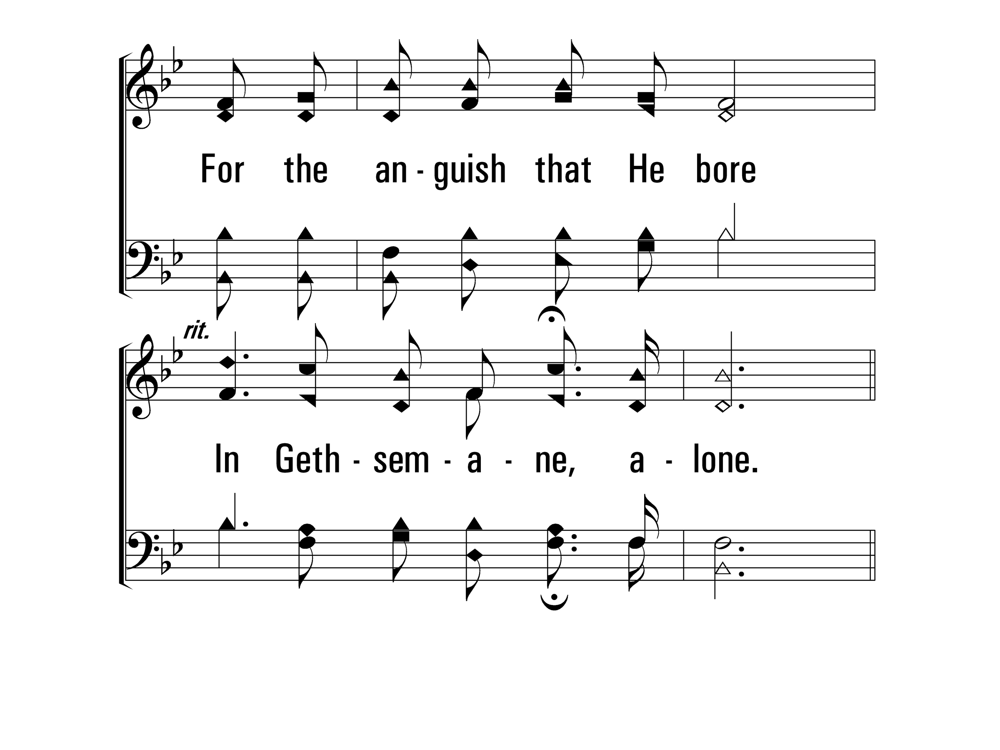 For the an - guish that He bore
rit.
In Geth - sem - a - ne, a - lone.